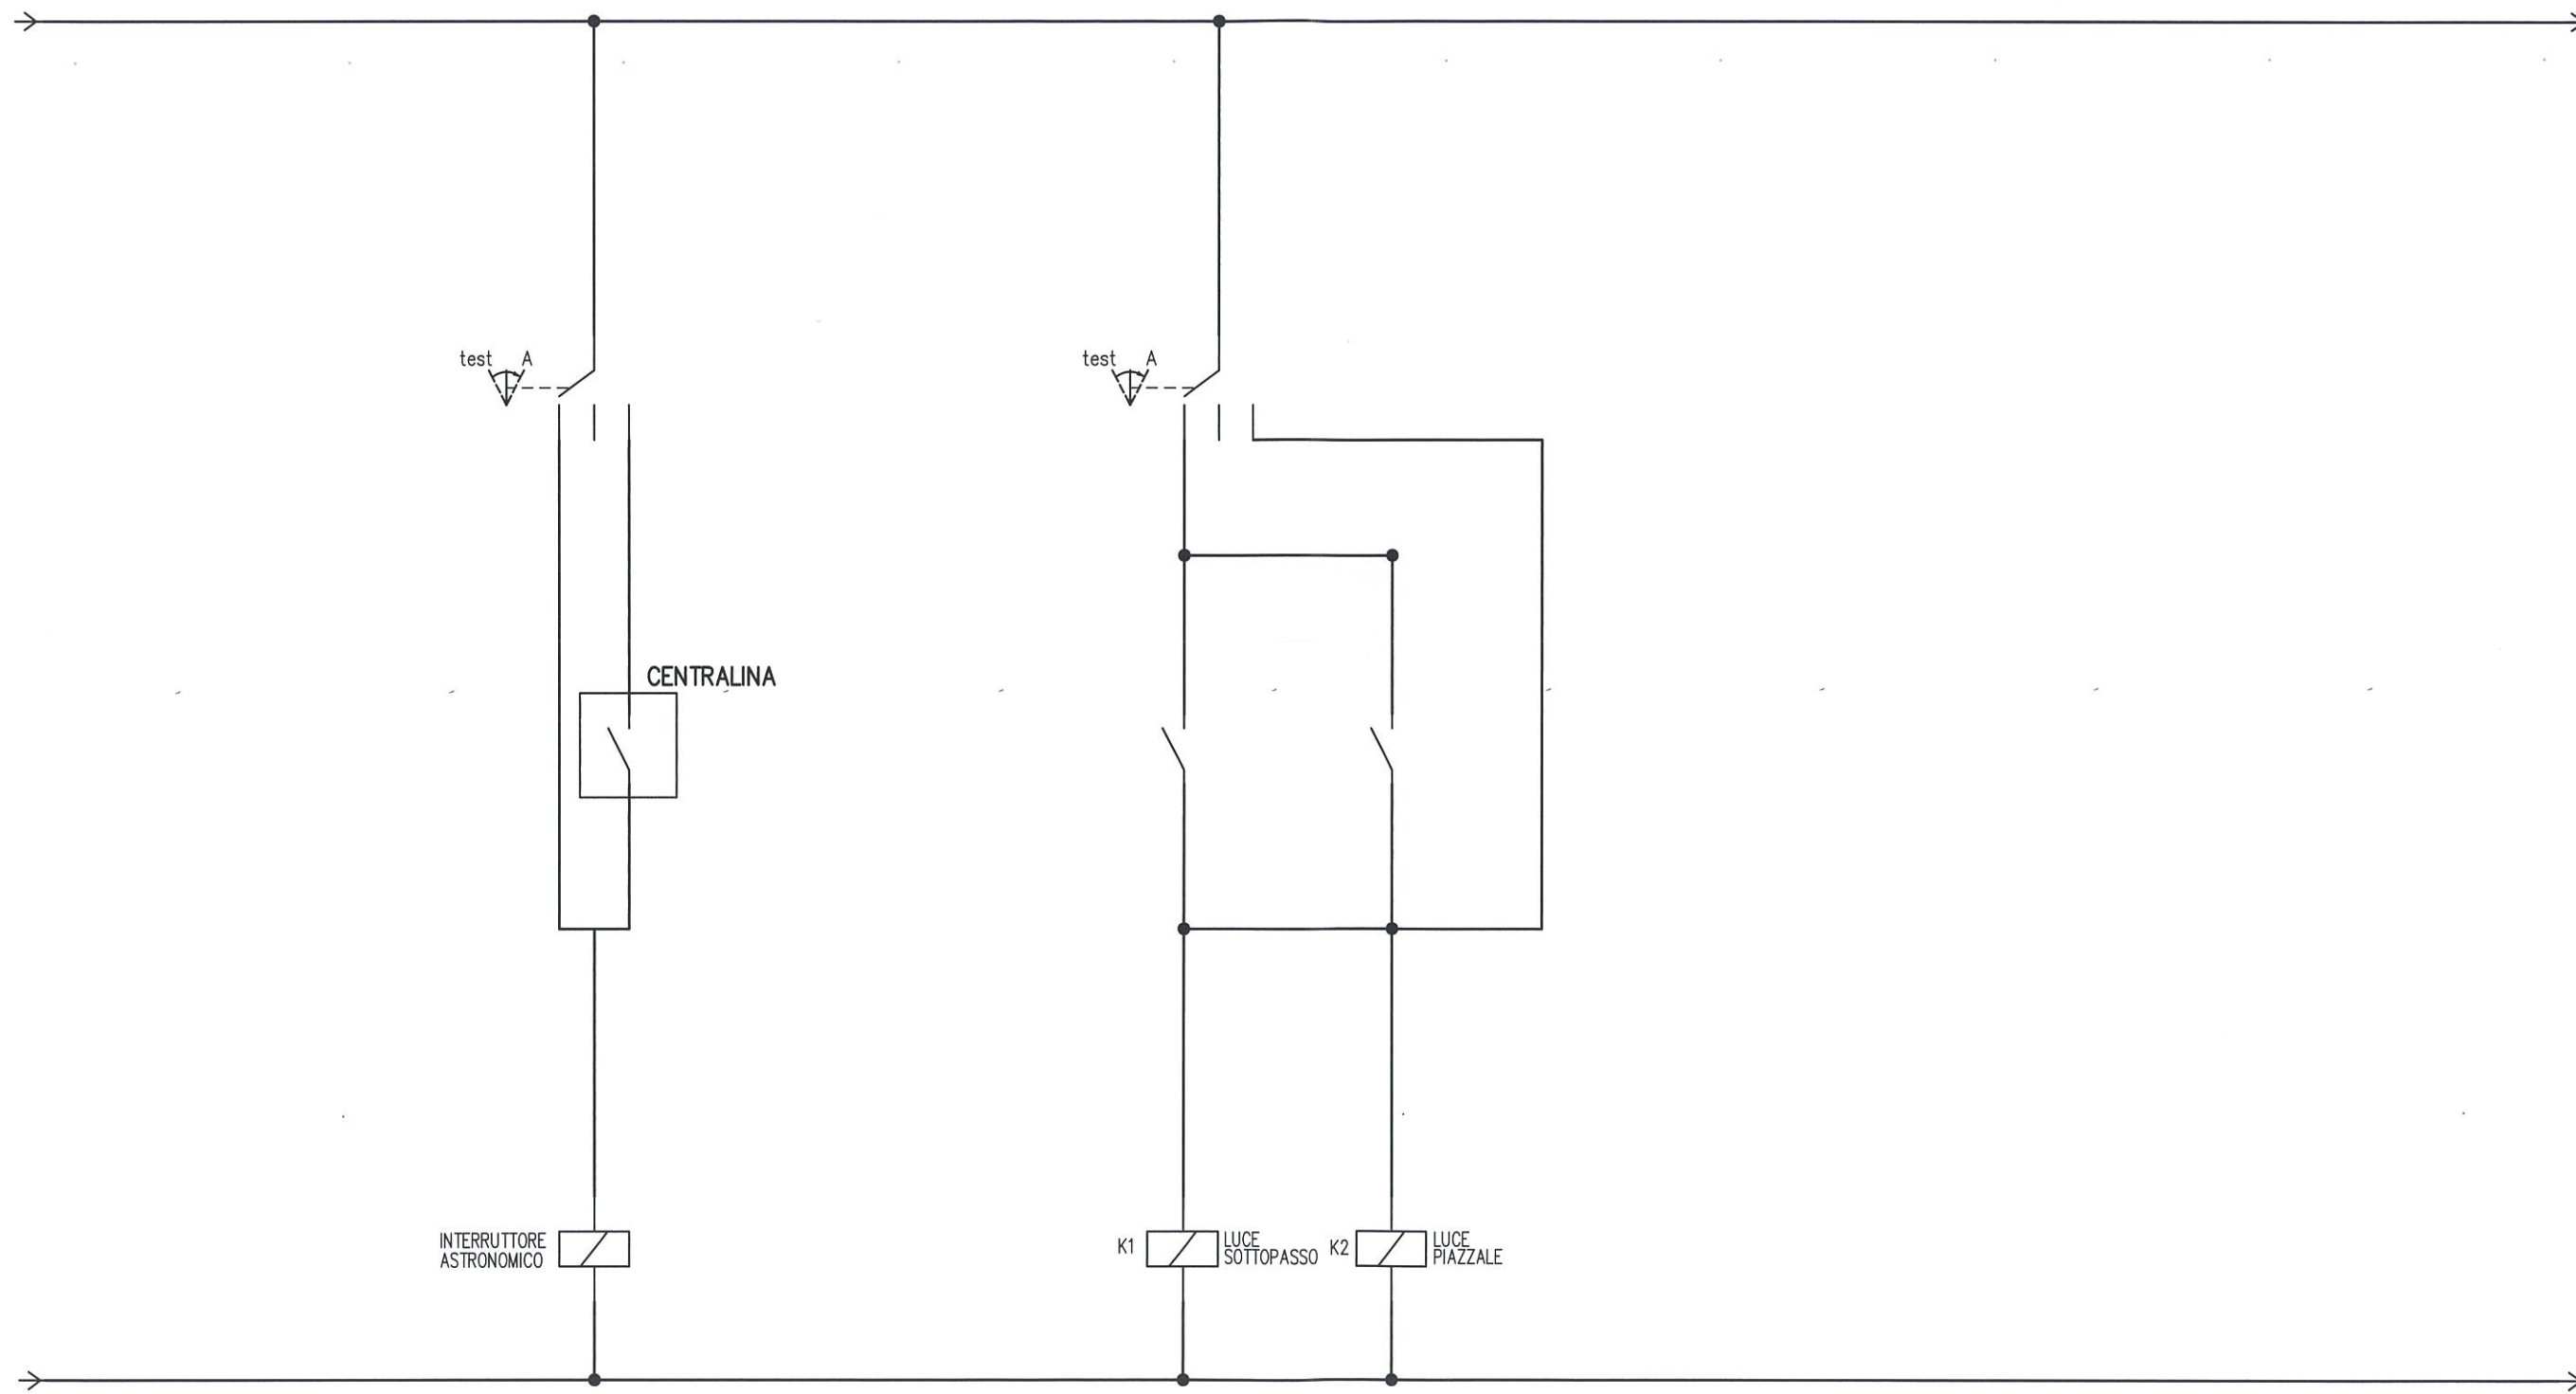 test A
test A
CENTRALINA
INTERRUTTORE
ASTRONOMICO
K1
LUCE
SOTTOPASSO
K2
LUCE
PIAZZALE